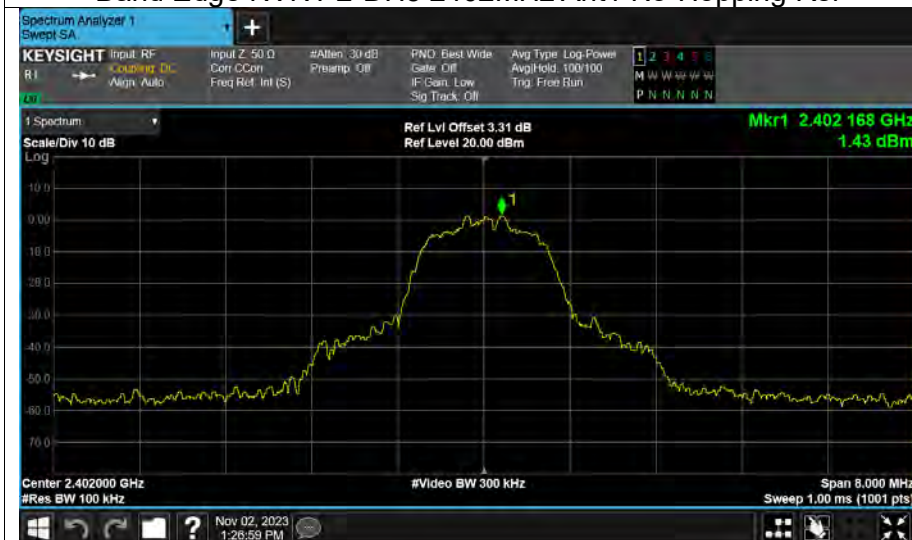 Spectrum Analyzer 1
Swept SA
KEYSIGHT Input: RF
Coupling: DC
Align: Auto
Input Z: 50 Ω
Corr CCorr
Freq Ref: Int (S)
#Atten: 30 dB
Preamp: Off
PNO: Best Wide
Gate: Off
IF Gain: Low
Sig Track: Off
Avg Type: Log-Power
Avg|Hold: 100/100
Trig: Free Run
1 2 3 4 5 6
M W W W W W
P N N N N N
1 Spectrum
Scale/Div 10 dB
Log
Ref Lvl Offset 3.31 dB
Ref Level 20.00 dBm
Mkr1 2.402 168 GHz
1.43 dBm
1
10.0
0.00
-10.0
-20.0
-30.0
-40.0
-50.0
-60.0
-70.0
Center 2.402000 GHz
#Res BW 100 kHz
#Video BW 300 kHz
Span 8.000 MHz
Sweep 1.00 ms (1001 pts)
?
Nov 02, 2023
1:26:59 PM